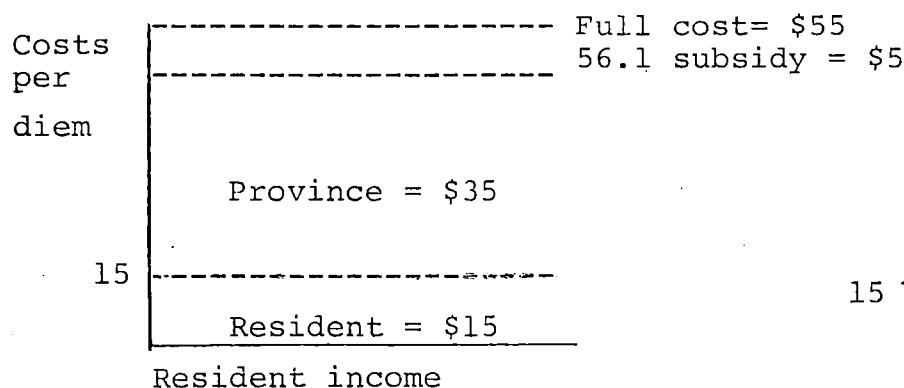 Full cost= $55
Costs
56.1 subsidy = $5
per
diem
Province = $35
15
15
Resident = $15
Resident income